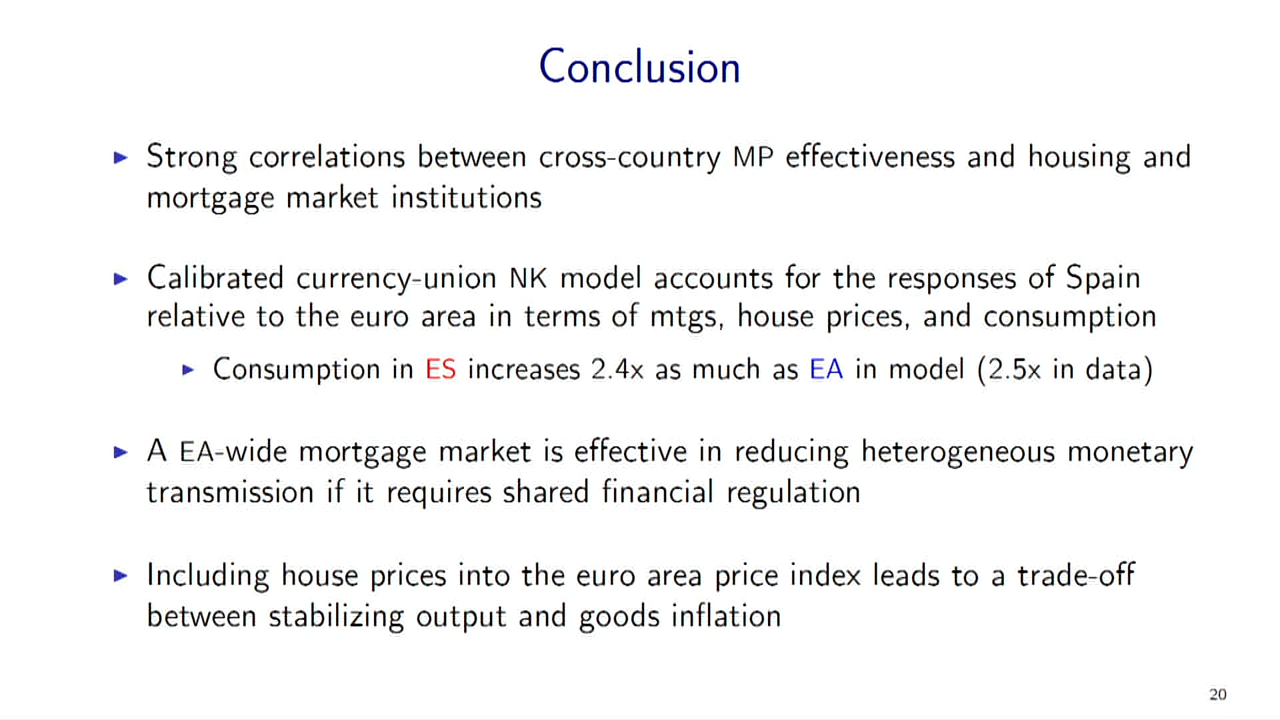 Conclusion
Strong correlations between cross-country MP effectiveness and housing and
mortgage market institutions
Calibrated currency-union NK model accounts for the responses of Spain
relative to the euro area in terms of mtgs, house prices, and consumption
Consumption in ES increases 2.4x as much as EA in model (2.5x in data)
A EA-wide mortgage market is effective in reducing heterogeneous monetary
transmission if it requires shared financial regulation
Including house prices into the euro area price index leads to a trade-off
between stabilizing output and goods inflation
20